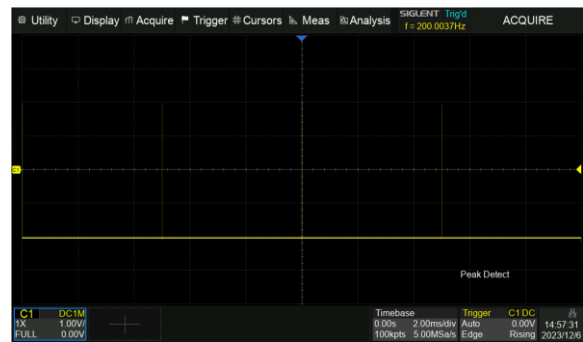 Utility Display Acquire Trigger Cursors Meas Analysis
SIGLENT Trig'd
f = 200.0037Hz
ACQUIRE
C1
Peak Detect
C1 DC1M
1X 1.00V/
FULL 0.00V
Timebase
0.00s 2.00ms/div
100kpts 5.00MSa/s
Trigger C1 DC
Auto 0.00V
Edge Rising
14:57:31
2023/12/6